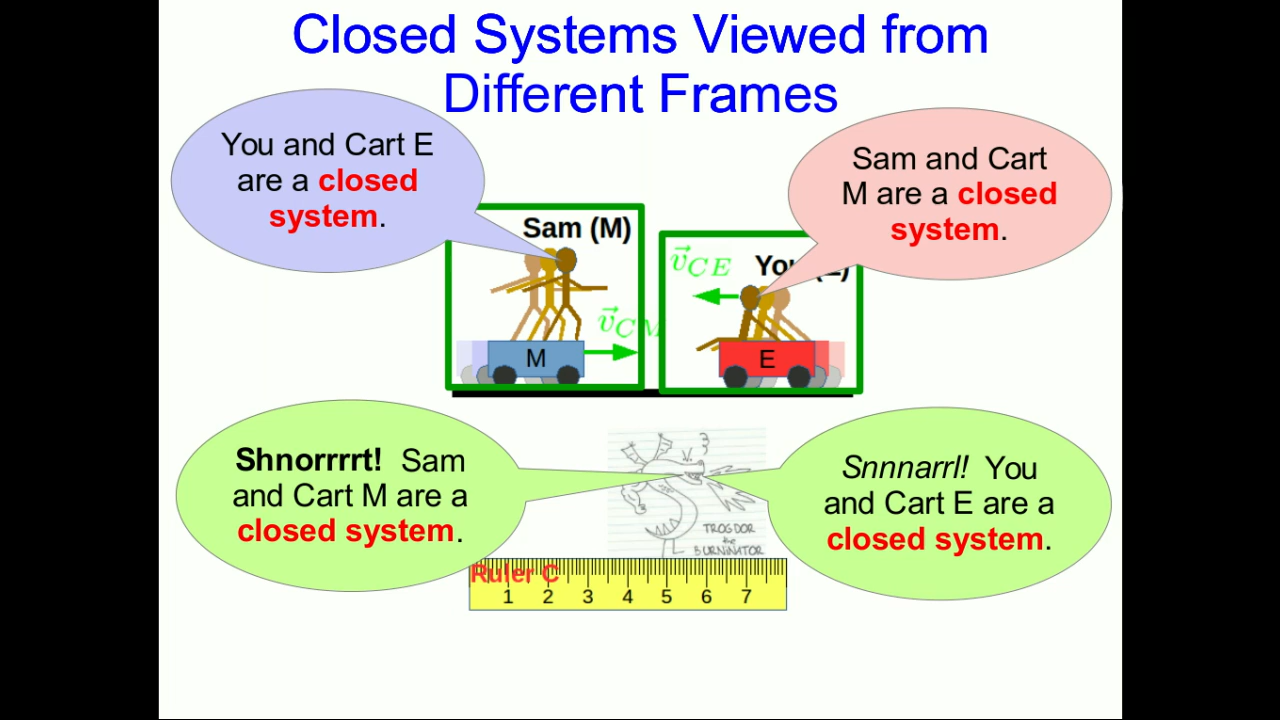 Closed Systems Viewed from
Different Frames
You and Cart E
are a closed
system.
Sam and Cart
M are a closed
system.
Sam (M)
v⃗CE
v⃗CM
M
E
Shnorrrrt! Sam
and Cart M are a
closed system.
Snnnarrl! You
and Cart E are a
closed system.
TROGDOR
the
BURNINATOR
Ruler C
1 2 3 4 5 6 7